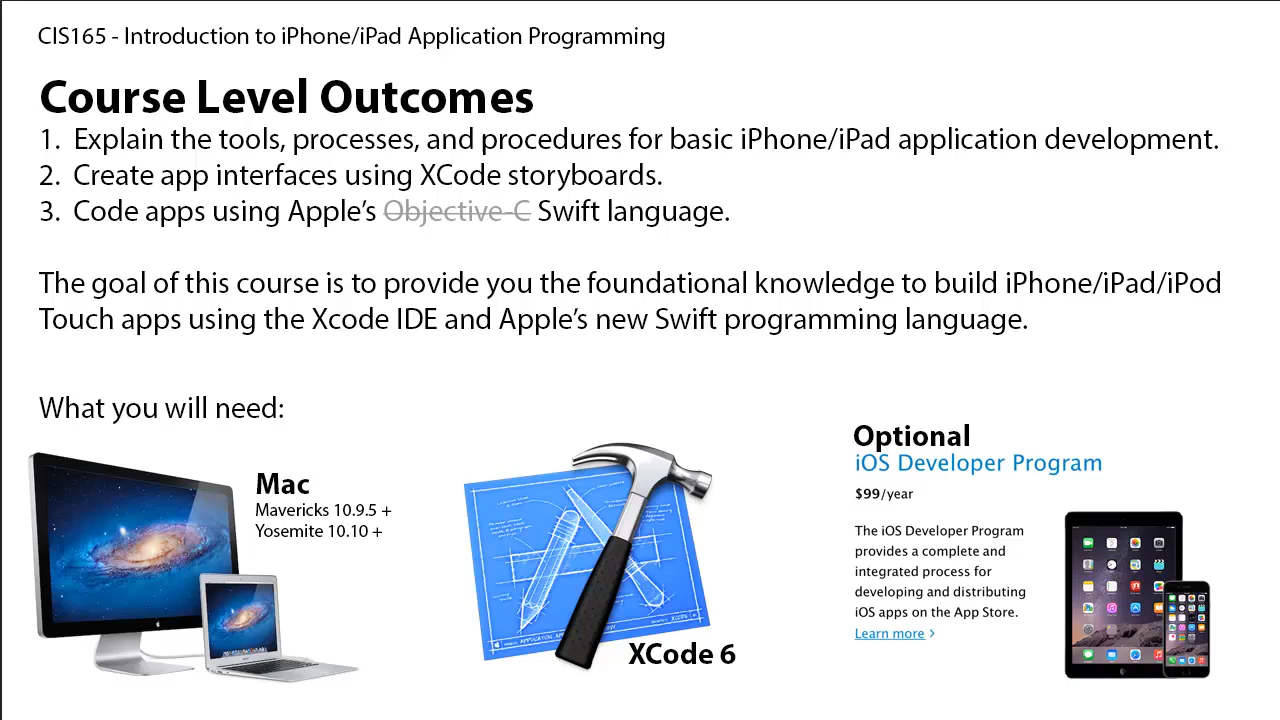 CIS165 - Introduction to iPhone/iPad Application Programming
Course Level Outcomes
1. Explain the tools, processes, and procedures for basic iPhone/iPad application development.
2. Create app interfaces using XCode storyboards.
3. Code apps using Apple's Objective-C Swift language.
The goal of this course is to provide you the foundational knowledge to build iPhone/iPad/iPod
Touch apps using the Xcode IDE and Apple's new Swift programming language.
What you will need:
Mac
Mavericks 10.9.5 +
Yosemite 10.10 +
XCode 6
Optional
iOS Developer Program
$99/year
The iOS Developer Program
provides a complete and
integrated process for
developing and distributing
iOS apps on the App Store.
Learn more >